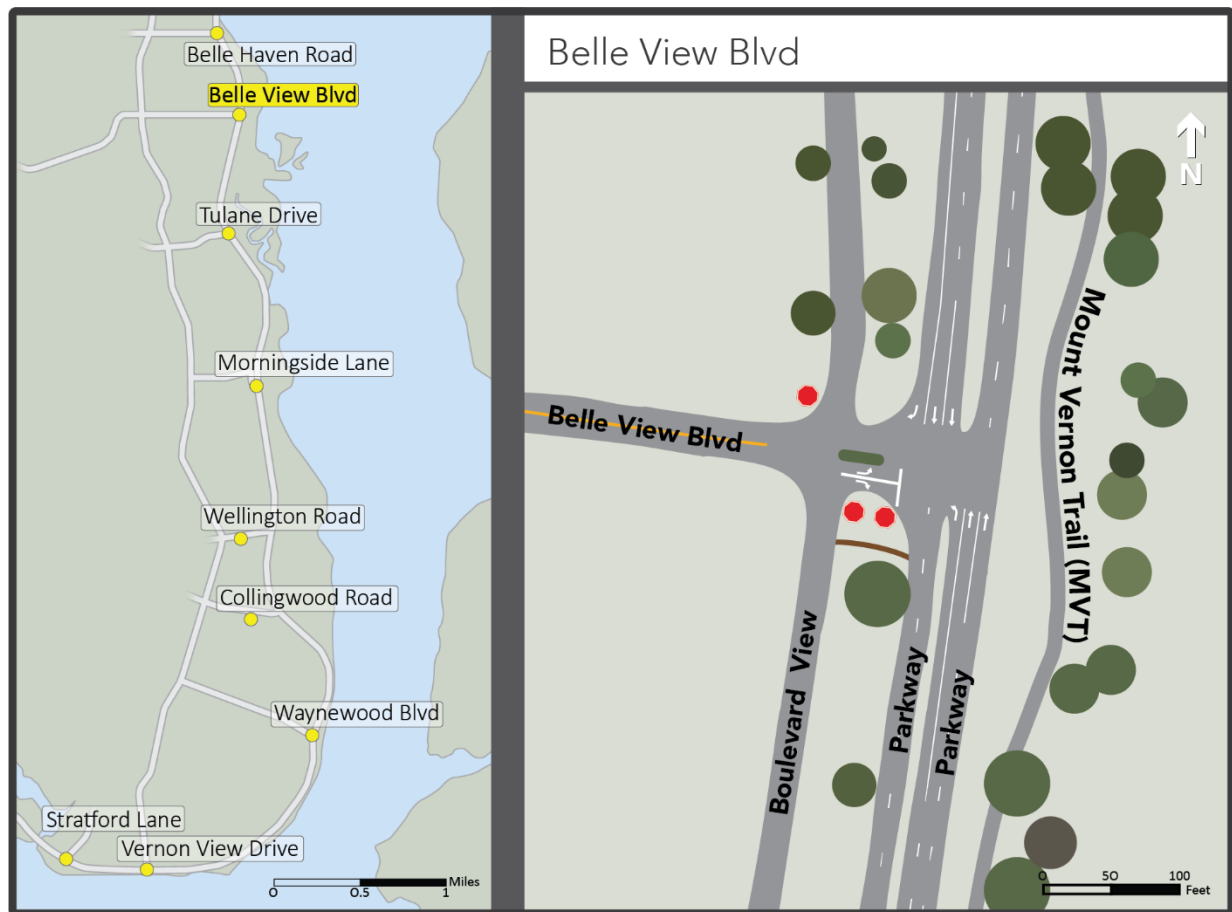 Belle Haven Road
Belle View Blvd
Tulane Drive
Morningside Lane
Wellington Road
Collingwood Road
Waynewood Blvd
Stratford Lane
Vernon View Drive
Miles
0 0.5 1
Belle View Blvd
N
Belle View Blvd
Mount Vernon Trail (MVT)
Boulevard View
Parkway
Parkway
0 50 100
Feet